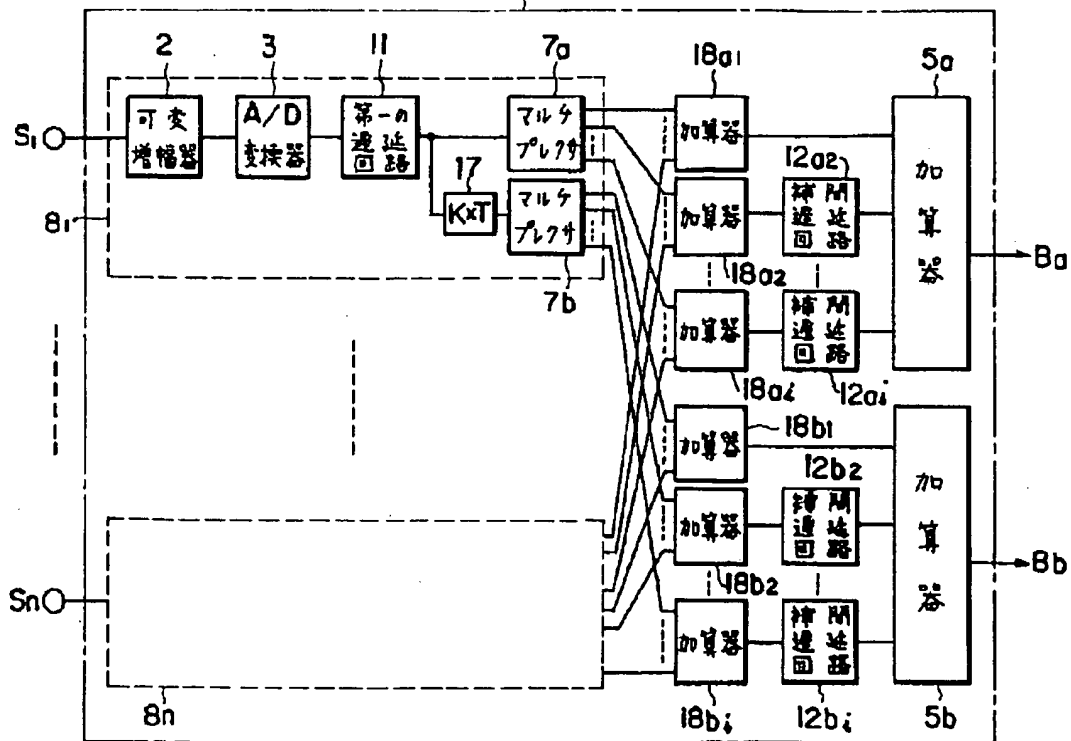 2
3
11
7a
18a1
5a
S1
可変
増幅器
A/D
変換器
第一の
遅延
回路
マルチ
プレクサ
加算器
12a2
加算器
81
17
K×T
マルチ
プレクサ
7b
加算器
補間
遅延
回路
18a2
Ba
加算器
補間
遅延
回路
18ai
12ai
18b1
加算器
12b2
加算器
加算器
補間
遅延
回路
18b2
Bb
Sn
加算器
補間
遅延
回路
8n
18bi
12bi
5b